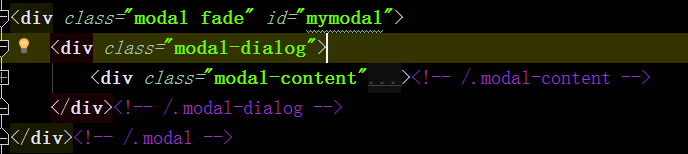 <div class="modal fade" id="mymodal">
<div class="modal-dialog">
<div class="modal-content"...><!-- /.modal-content -->
</div><!-- /.modal-dialog -->
</div><!-- /.modal -->